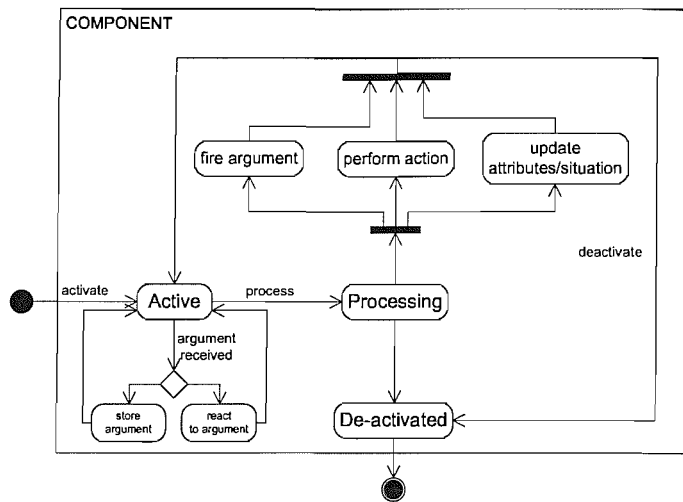 COMPONENT
fire argument
perform action
update
attributes/situation
deactivate
activate
Active
process
Processing
argument
received
store
argument
react
to argument
De-activated